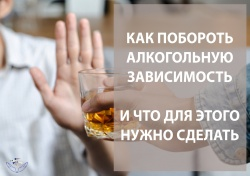 КАК ПОБОРОТЬ
АЛКОГОЛЬНУЮ
ЗАВИСИМОСТЬ
И ЧТО ДЛЯ ЭТОГО
НУЖНО СДЕЛАТЬ